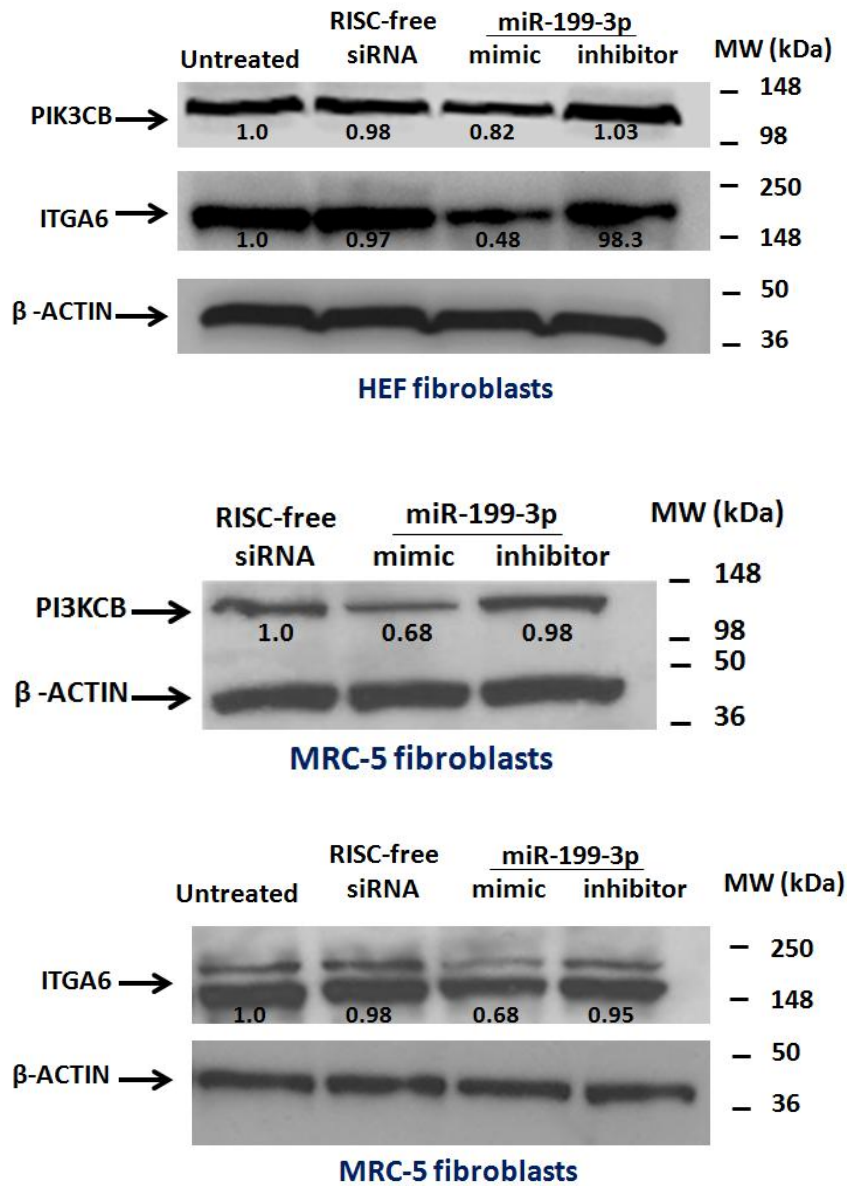 RISC-free miR-199-3p
Untreated siRNA mimic inhibitor MW (kDa)
148
PIK3CB
1.0 0.98 0.82 1.03 98
250
ITGA6
1.0 0.97 0.48 98.3 148
50
β -ACTIN
36
HEF fibroblasts
RISC-free miR-199-3p MW (kDa)
siRNA mimic inhibitor
148
PI3KCB
1.0 0.68 0.98 98
50
β -ACTIN
36
MRC-5 fibroblasts
RISC-free miR-199-3p
Untreated siRNA mimic inhibitor MW (kDa)
250
ITGA6
1.0 0.98 0.68 0.95 148
50
β-ACTIN
36
MRC-5 fibroblasts